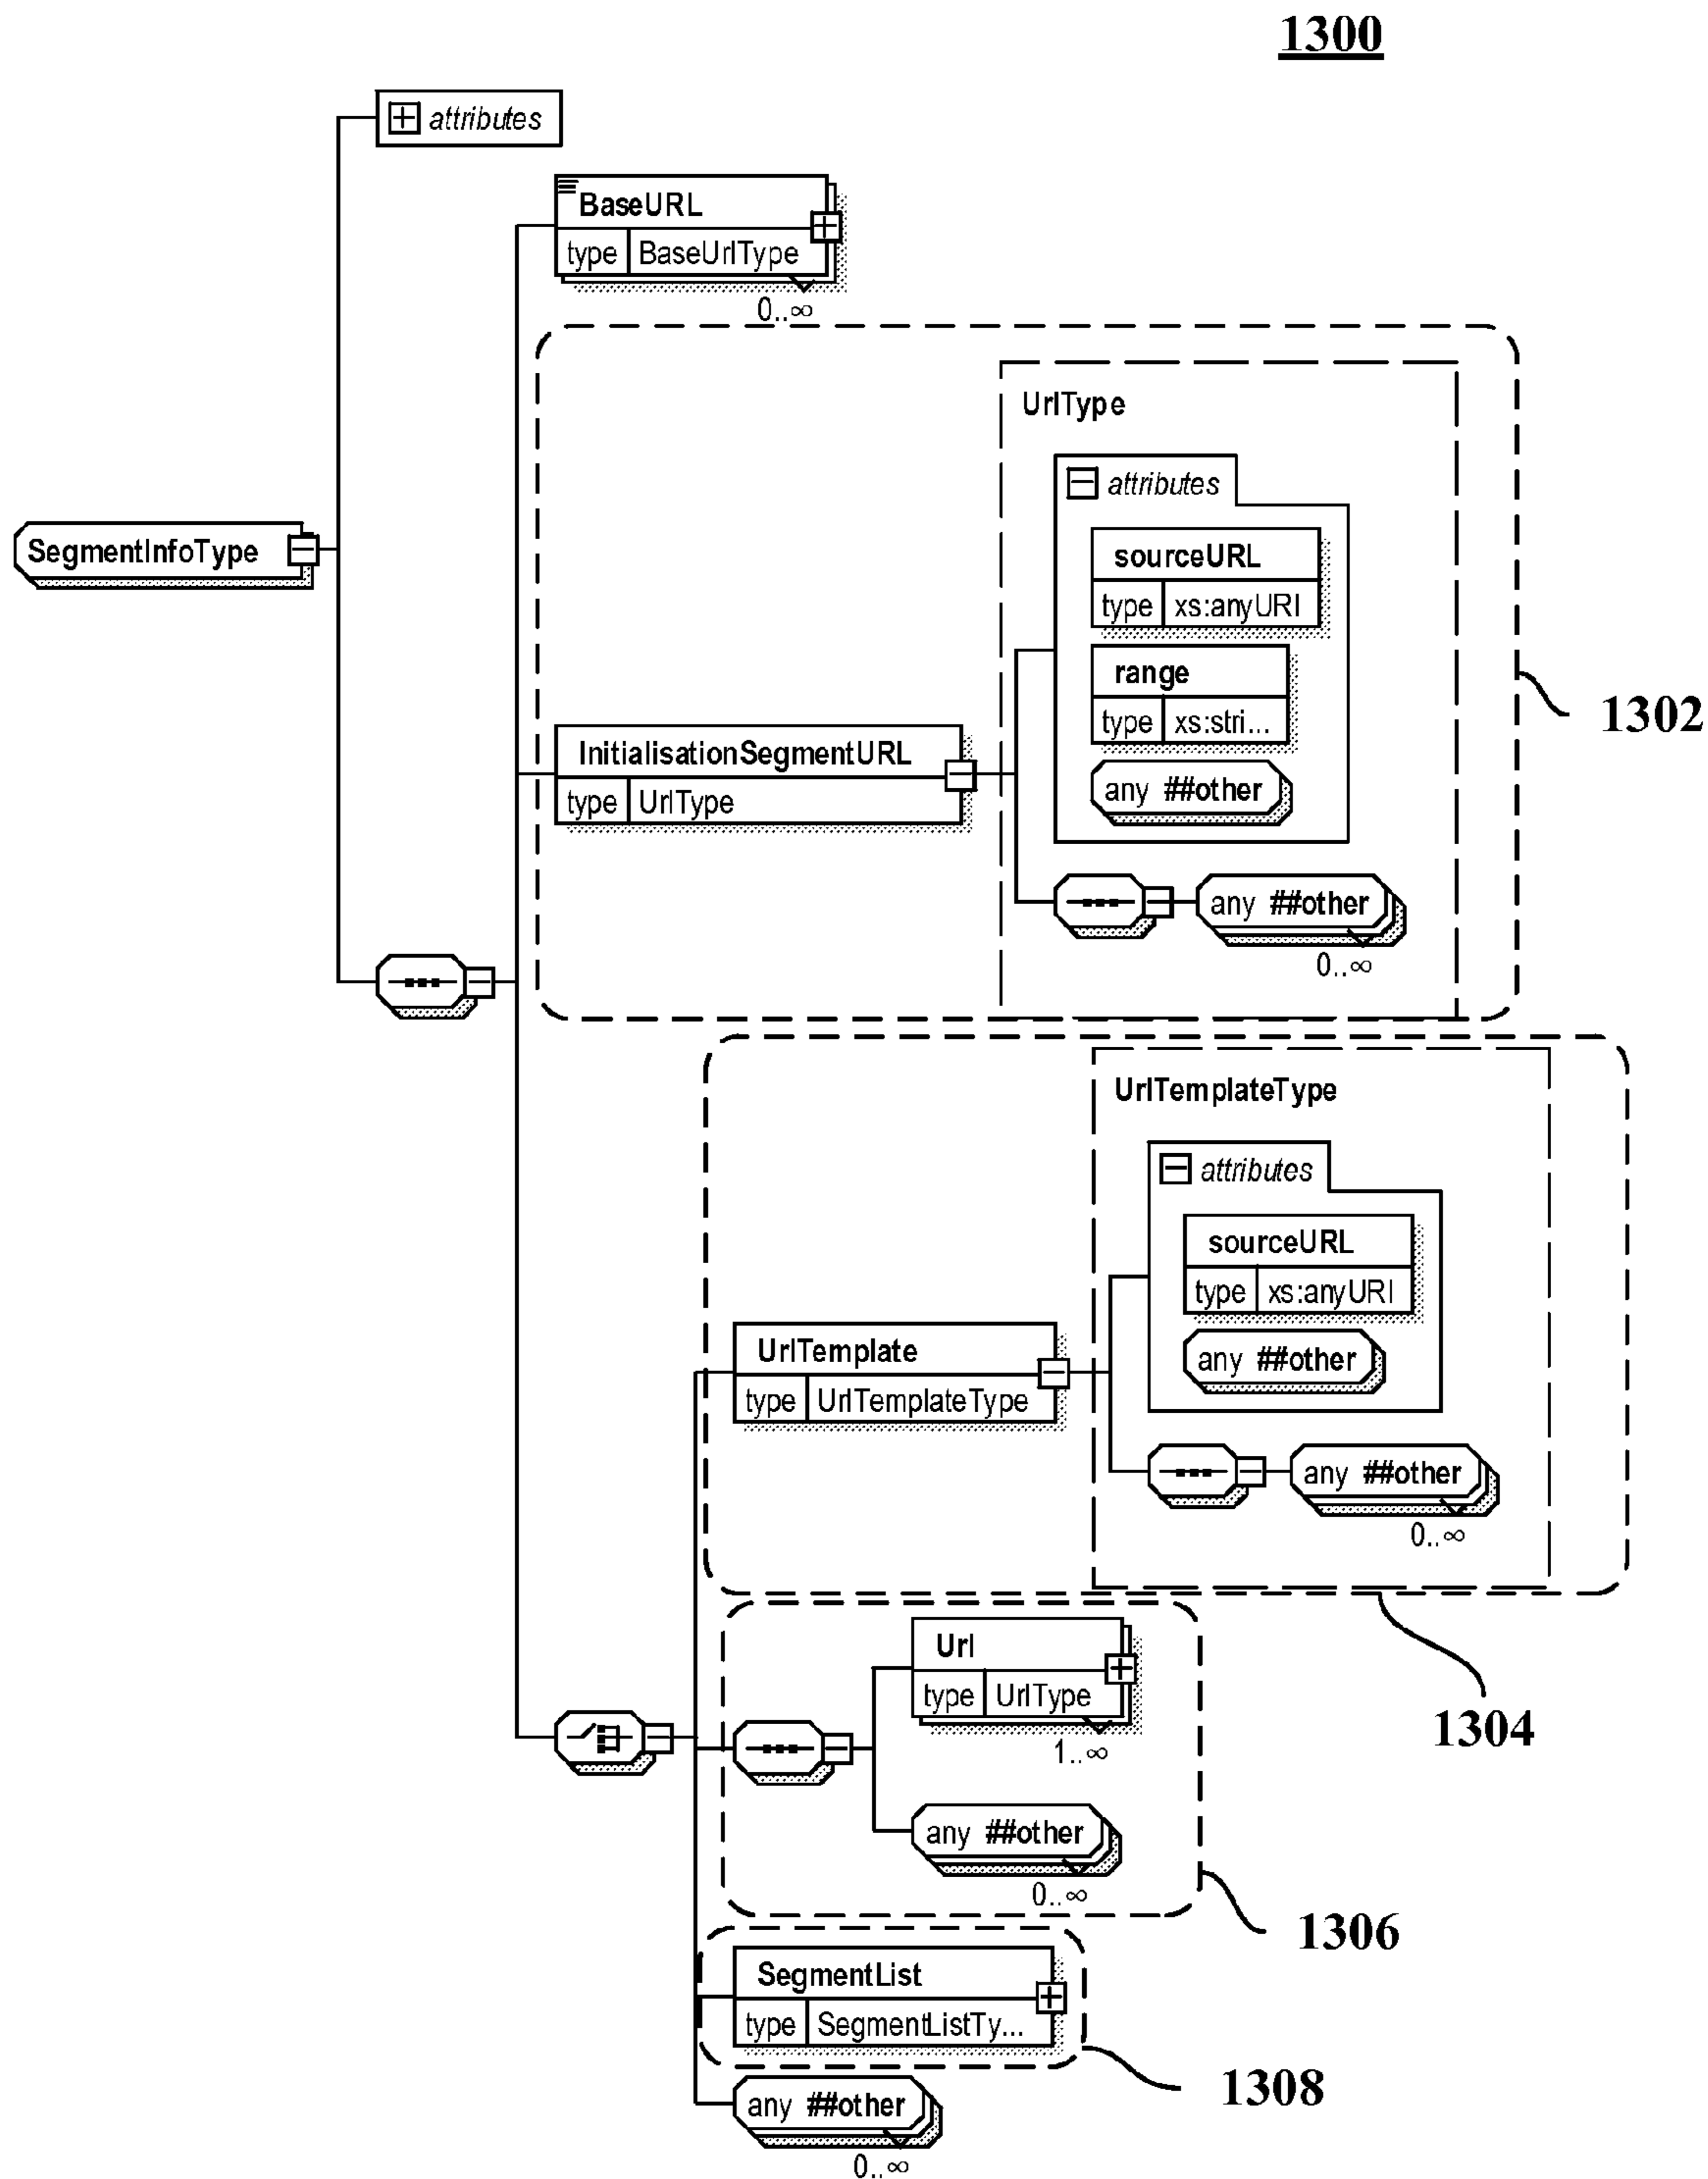 1300
attributes
BaseURL
type BaseUrlType
0..∞
UrlType
attributes
sourceURL
type xs:anyURI
range
type xs:stri...
any ##other
SegmentInfoType
1302
InitialisationSegmentURL
type UrlType
any ##other
0..∞
UrlTemplateType
attributes
sourceURL
type xs:anyURI
any ##other
UrlTemplate
type UrlTemplateType
any ##other
0..∞
1304
Url
type UrlType
1..∞
any ##other
0..∞
1306
SegmentList
type SegmentListTy...
1308
any ##other
0..∞